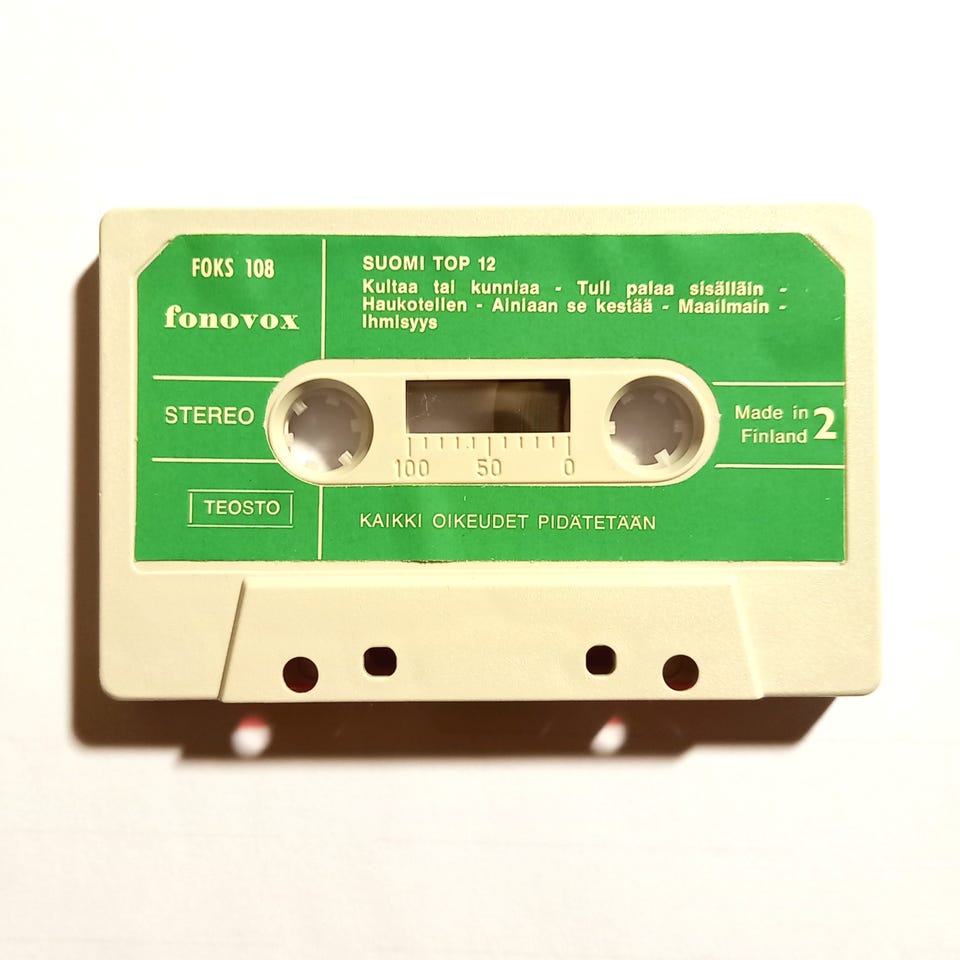 FOKS 108
fonovox
SUOMI TOP 12
Kultaa tai kunniaa - Tuli palaa sisälläin -
Haukotellen - Ainiaan se kestää - Maailmain -
Ihmisyys
STEREO
Made in
Finland
2
100 50 0
TEOSTO
KAIKKI OIKEUDET PIDÄTETÄÄN